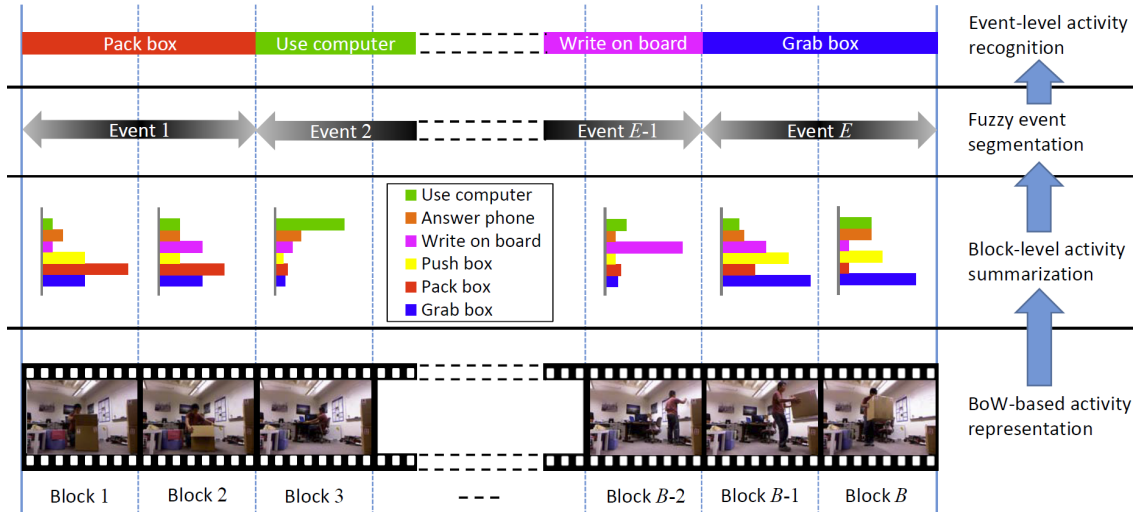 Pack box
Use computer
Write on board
Grab box
Event-level activity
recognition
Event 1
Event 2
Event E-1
Event E
Fuzzy event
segmentation
Use computer
Answer phone
Write on board
Push box
Pack box
Grab box
Block-level activity
summarization
BoW-based activity
representation
Block 1
Block 2
Block 3
Block B-2
Block B-1
Block B